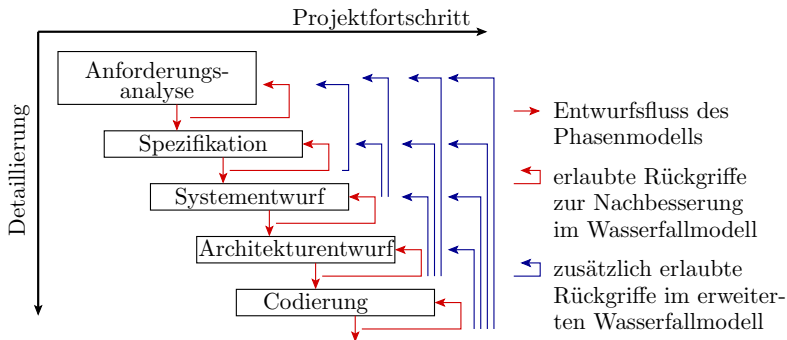 Projektfortschritt
Detaillierung
Anforderungs-
analyse
Spezifikation
Systementwurf
Architekturentwurf
Codierung
Entwurfsfluss des
Phasenmodells
erlaubte Rückgriffe
zur Nachbesserung
im Wasserfallmodell
zusätzlich erlaubte
Rückgriffe im erweiter-
ten Wasserfallmodell